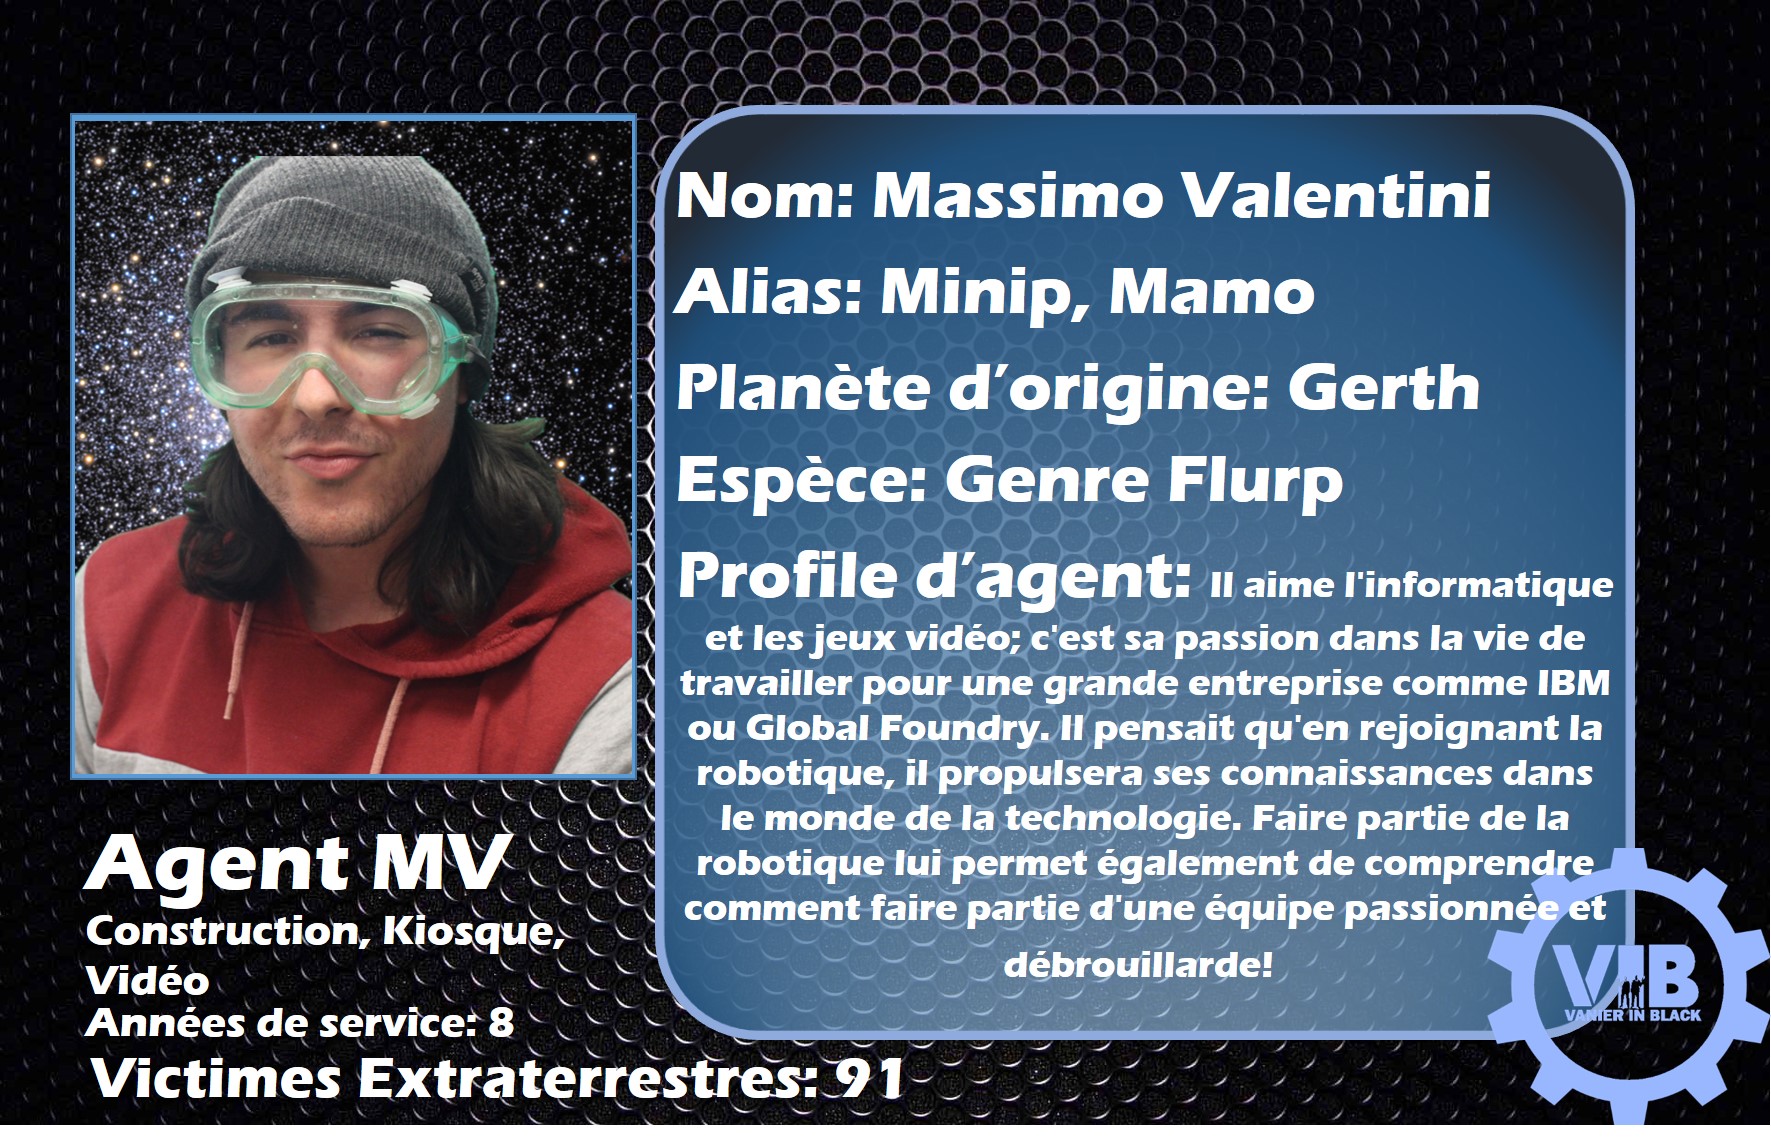 Nom: Massimo Valentini
Alias: Minip, Mamo
Planète d’origine: Gerth
Espèce: Genre Flurp
Profile d’agent: Il aime l'informatique
et les jeux vidéo; c'est sa passion dans la vie de
travailler pour une grande entreprise comme IBM
ou Global Foundry. Il pensait qu'en rejoignant la
robotique, il propulsera ses connaissances dans
le monde de la technologie. Faire partie de la
robotique lui permet également de comprendre
comment faire partie d'une équipe passionnée et
débrouillarde!
Agent MV
Construction, Kiosque,
Vidéo
Années de service: 8
Victimes Extraterrestres: 91
VIB
VANIER IN BLACK